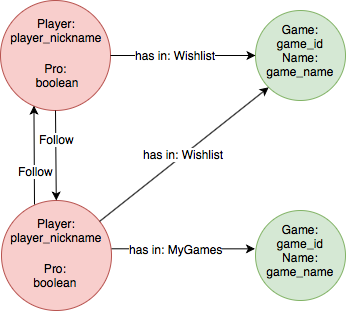 Player:
player_nickname
Pro:
boolean
has in: Wishlist
Game:
game_id
Name:
game_name
Follow
has in: Wishlist
Follow
Player:
player_nickname
Pro:
boolean
has in: MyGames
Game:
game_id
Name:
game_name